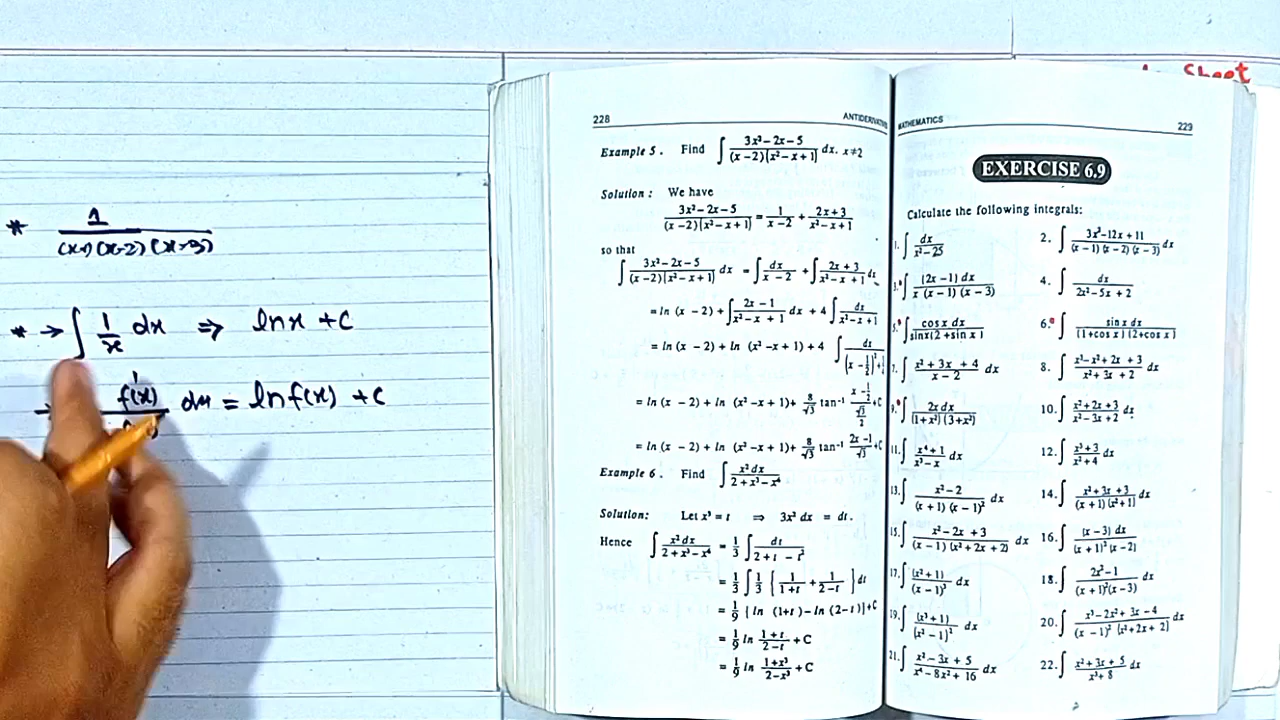 * 1 / (x-1)(x-2)(x-3)
* → ∫ 1/x dx ⇒ ln x + C
f'(x) dx = ln f(x) + C
228 ANTIDERIVATIVE
Example 5. Find ∫ 3x²-2x-5 / (x-2)(x²-x+1) dx. x≠2
Solution : We have
3x²-2x-5 / (x-2)(x²-x+1) = 1/(x-2) + (2x+3)/(x²-x+1)
so that
∫ 3x²-2x-5 / (x-2)(x²-x+1) dx = ∫ dx/(x-2) + ∫ (2x+3)/(x²-x+1) dx
= ln (x-2) + ∫ (2x-1)/(x²-x+1) dx + 4 ∫ dx/(x²-x+1)
= ln (x-2) + ln (x²-x+1) + 4 ∫ dx/(x-1/2)²+
= ln (x-2) + ln (x²-x+1) + 8/√3 tan⁻¹ (x-1/2)/(√3/2) +C
= ln (x-2) + ln (x²-x+1) + 8/√3 tan⁻¹ (2x-1)/√3 +C
Example 6. Find ∫ x²dx / 2+x³-x⁶
Solution: Let x³ = t ⇒ 3x² dx = dt.
Hence ∫ x²dx / 2+x³-x⁶ = 1/3 ∫ dt / 2+t-t²
= 1/3 ∫ 1/3 { 1/(1+t) + 1/(2-t) } dt
= 1/9 [ ln (1+t) - ln (2-t) ] +C
= 1/9 ln (1+t)/(2-t) + C
= 1/9 ln (1+x³)/(2-x³) + C
Sheet
MATHEMATICS 229
EXERCISE 6.9
Calculate the following integrals:
1. ∫ dx / x²-25 2. ∫ 3x²-12x+11 / (x-1)(x-2)(x-3) dx
3. ∫ (2x-1)dx / x(x-1)(x-3) 4. ∫ dx / 2x²-5x+2
5. ∫ cosx dx / sinx(2+sinx) 6. ∫ sinx dx / (1+cosx)(2+cosx)
7. ∫ x²+3x+4 / x-2 dx 8. ∫ x³-x²+2x+3 / x²+3x+2 dx
9. ∫ 2x dx / (1+x²)(3+x²) 10. ∫ x²+2x+3 / x²-3x+2 dx
11. ∫ x⁴+1 / x³-x dx 12. ∫ x³+3 / x²+4 dx
13. ∫ x²-2 / (x+1)(x-1)² dx 14. ∫ x²+3x+3 / (x+1)(x²+1) dx
15. ∫ x²-2x+3 / (x-1)(x²+2x+2) dx 16. ∫ (x-3)dx / (x+1)²(x-2)
17. ∫ (x²+1) / (x-1)³ dx 18. ∫ 2x²-1 / (x+1)²(x-3) dx
19. ∫ (x³+1) / (x²-1)² dx 20. ∫ x³-2x²+3x-4 / (x-1)²(x²+2x+2) dx
21. ∫ x²-3x+5 / x⁴-8x²+16 dx 22. ∫ x²+3x+5 / x³+8 dx